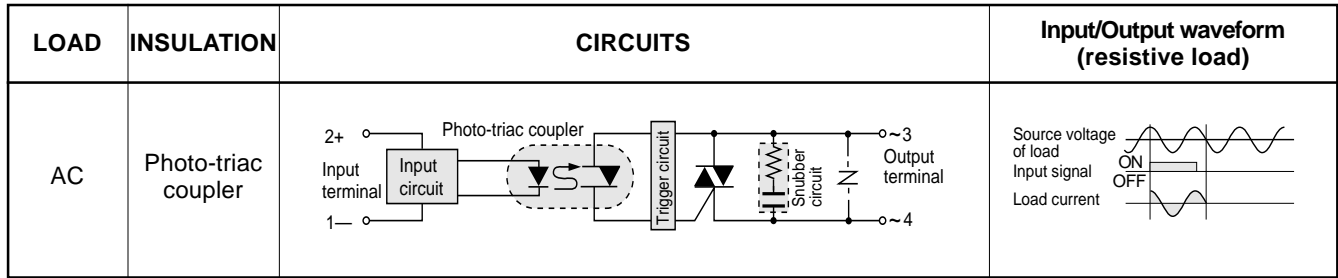 LOAD
INSULATION
CIRCUITS
Input/Output waveform
(resistive load)
AC
Photo-triac
coupler
2+
Input
terminal
1—
Input
circuit
Photo-triac coupler
Trigger circuit
Snubber
circuit
~3
Output
terminal
~4
Source voltage
of load
Input signal
ON
OFF
Load current